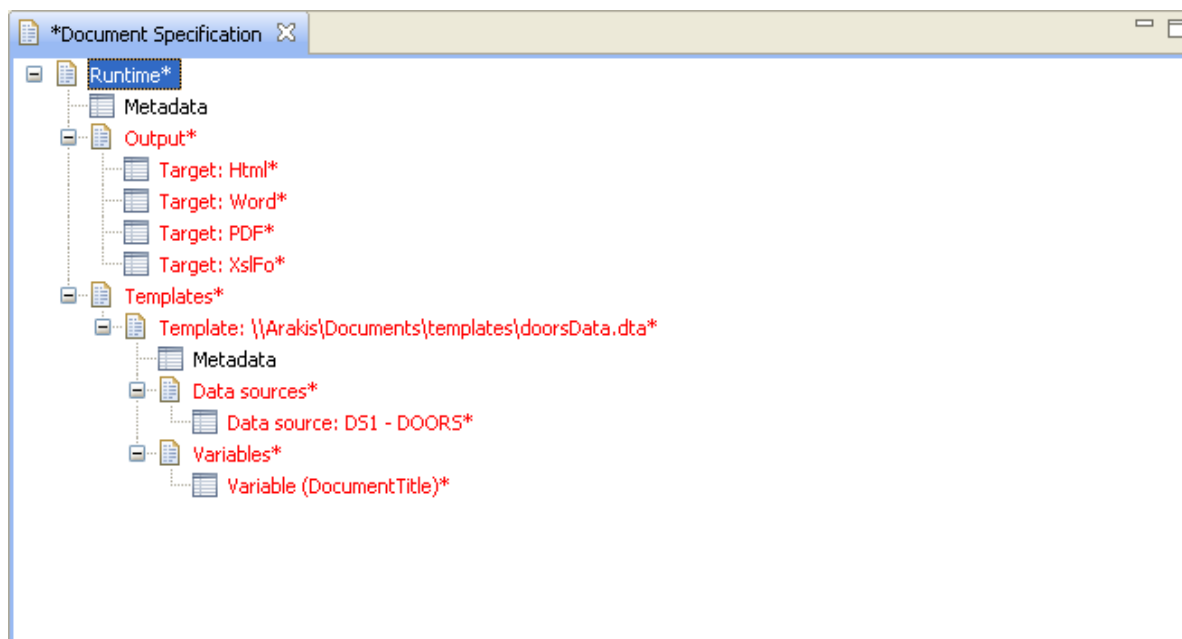 *Document Specification
Runtime*
Metadata
Output*
Target: Html*
Target: Word*
Target: PDF*
Target: XslFo*
Templates*
Template: \\Arakis\Documents\templates\doorsData.dta*
Metadata
Data sources*
Data source: DS1 - DOORS*
Variables*
Variable (DocumentTitle)*